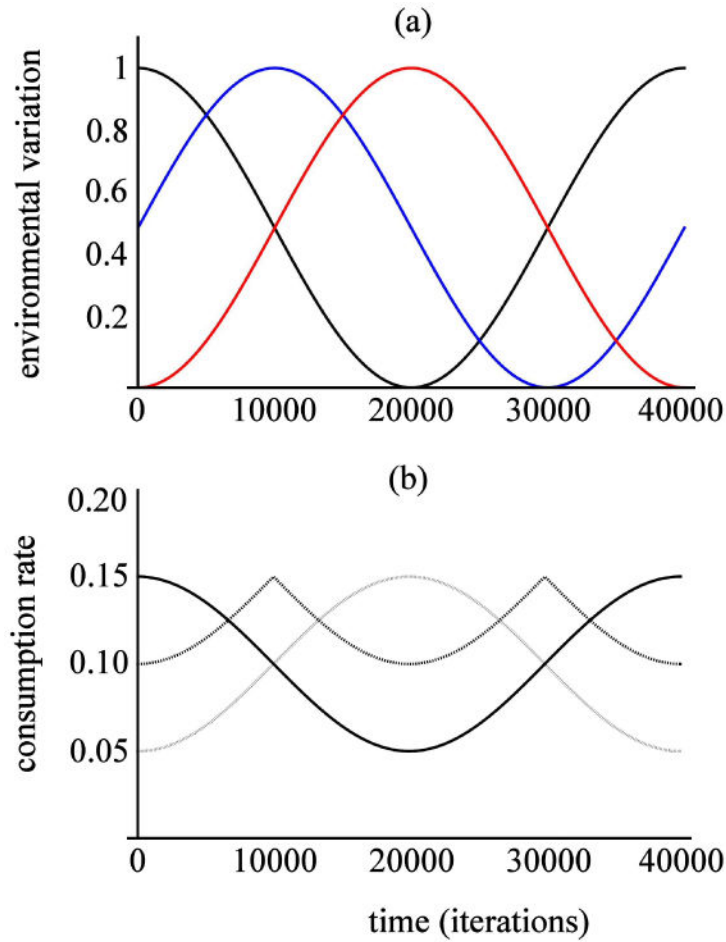 (a)
environmental variation
1
0.8
0.6
0.4
0.2
0 10000 20000 30000 40000
(b)
consumption rate
0.20
0.15
0.10
0.05
0 10000 20000 30000 40000
time (iterations)